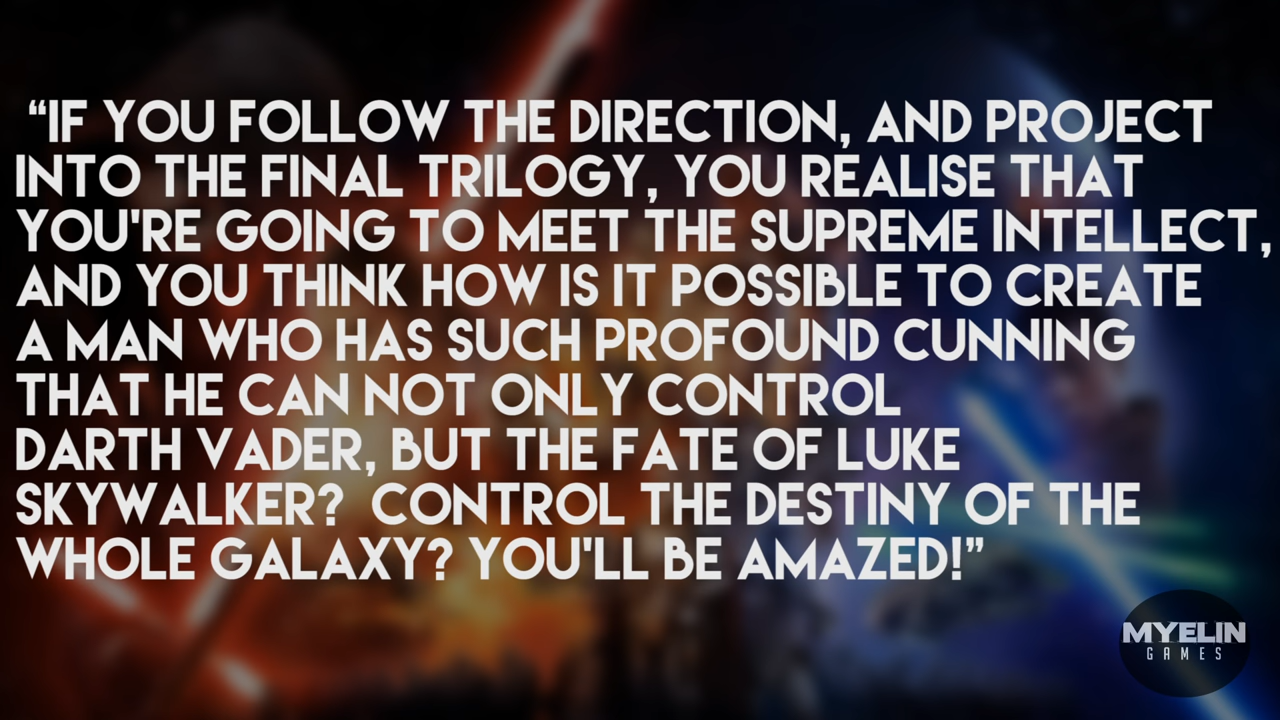 “IF YOU FOLLOW THE DIRECTION, AND PROJECT
INTO THE FINAL TRILOGY, YOU REALISE THAT
YOU'RE GOING TO MEET THE SUPREME INTELLECT,
AND YOU THINK HOW IS IT POSSIBLE TO CREATE
A MAN WHO HAS SUCH PROFOUND CUNNING
THAT HE CAN NOT ONLY CONTROL
DARTH VADER, BUT THE FATE OF LUKE
SKYWALKER? CONTROL THE DESTINY OF THE
WHOLE GALAXY? YOU'LL BE AMAZED!”
MYELIN
GAMES